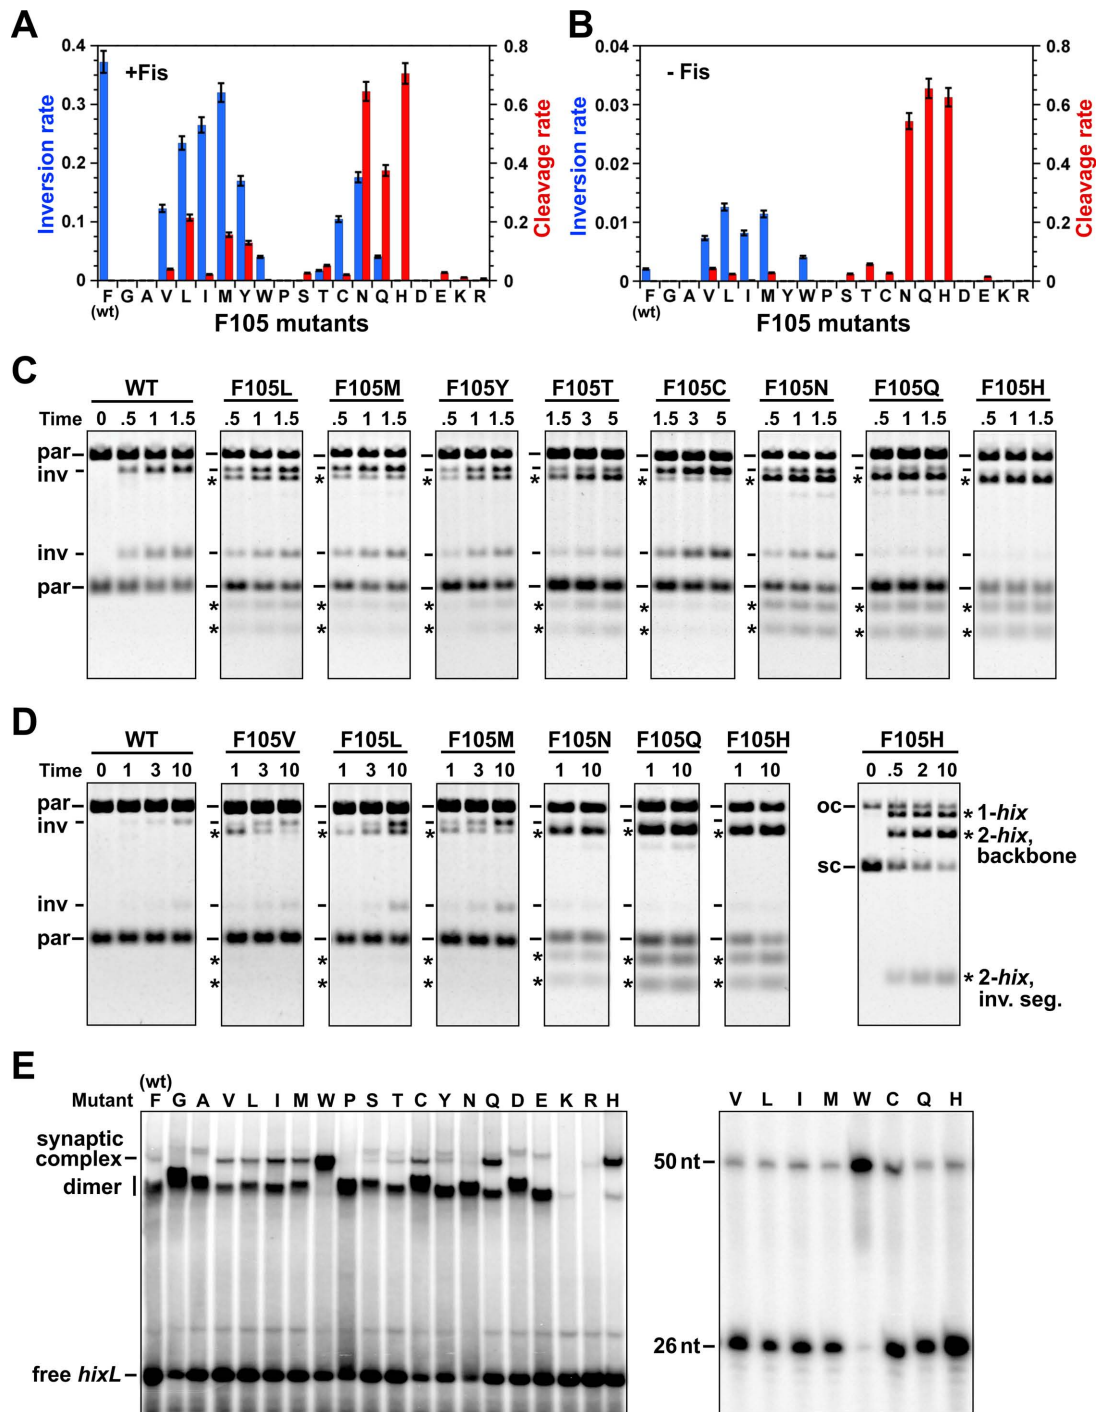 A
B
+Fis
- Fis
0.4
0.3
0.2
0.1
0
0.8
0.6
0.4
0.2
0
Inversion rate
Cleavage rate
F G A V L I M Y W P S T C N Q H D E K R
(wt)
F105 mutants
0.04
0.03
0.02
0.01
0
0.8
0.6
0.4
0.2
0
Inversion rate
Cleavage rate
F G A V L I M Y W P S T C N Q H D E K R
(wt)
F105 mutants
C
WT F105L F105M F105Y F105T F105C F105N F105Q F105H
Time 0 .5 1 1.5 .5 1 1.5 .5 1 1.5 .5 1 1.5 1.5 3 5 1.5 3 5 .5 1 1.5 .5 1 1.5 .5 1 1.5
par
inv
* * * * * * * *
inv
par
* * * * * * * *
* * * * * * * *
D
WT F105V F105L F105M F105N F105Q F105H F105H
Time 0 1 3 10 1 3 10 1 3 10 1 3 10 1 10 1 10 1 10 0 .5 2 10
par
inv
* * * * * *
inv
par
* * * * * *
* * * * * *
oc
sc
* 1-hix
* 2-hix,
backbone
* 2-hix,
inv. seg.
E
(wt)
Mutant F G A V L I M W P S T C Y N Q D E K R H
synaptic
complex
dimer
free hixL
V L I M W C Q H
50 nt
26 nt